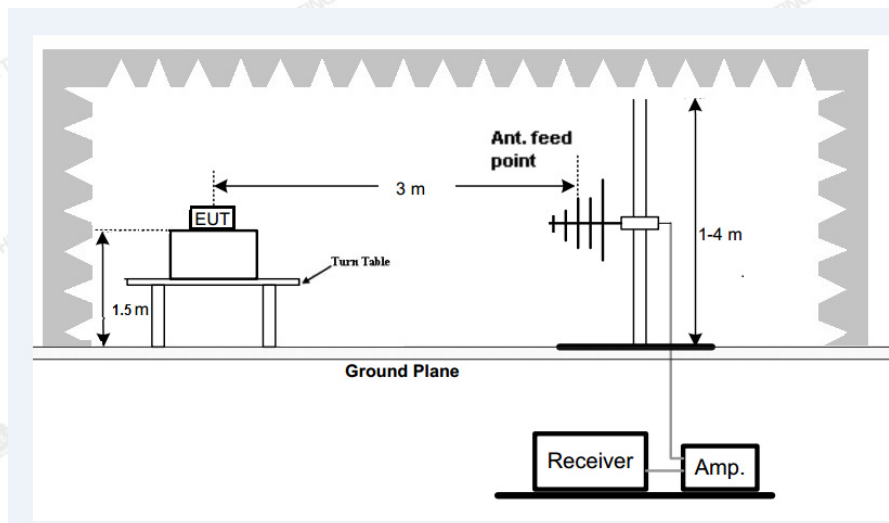 Ant. feed
point
3 m
EUT
1-4 m
Turn Table
1.5 m
Ground Plane
Receiver
Amp.